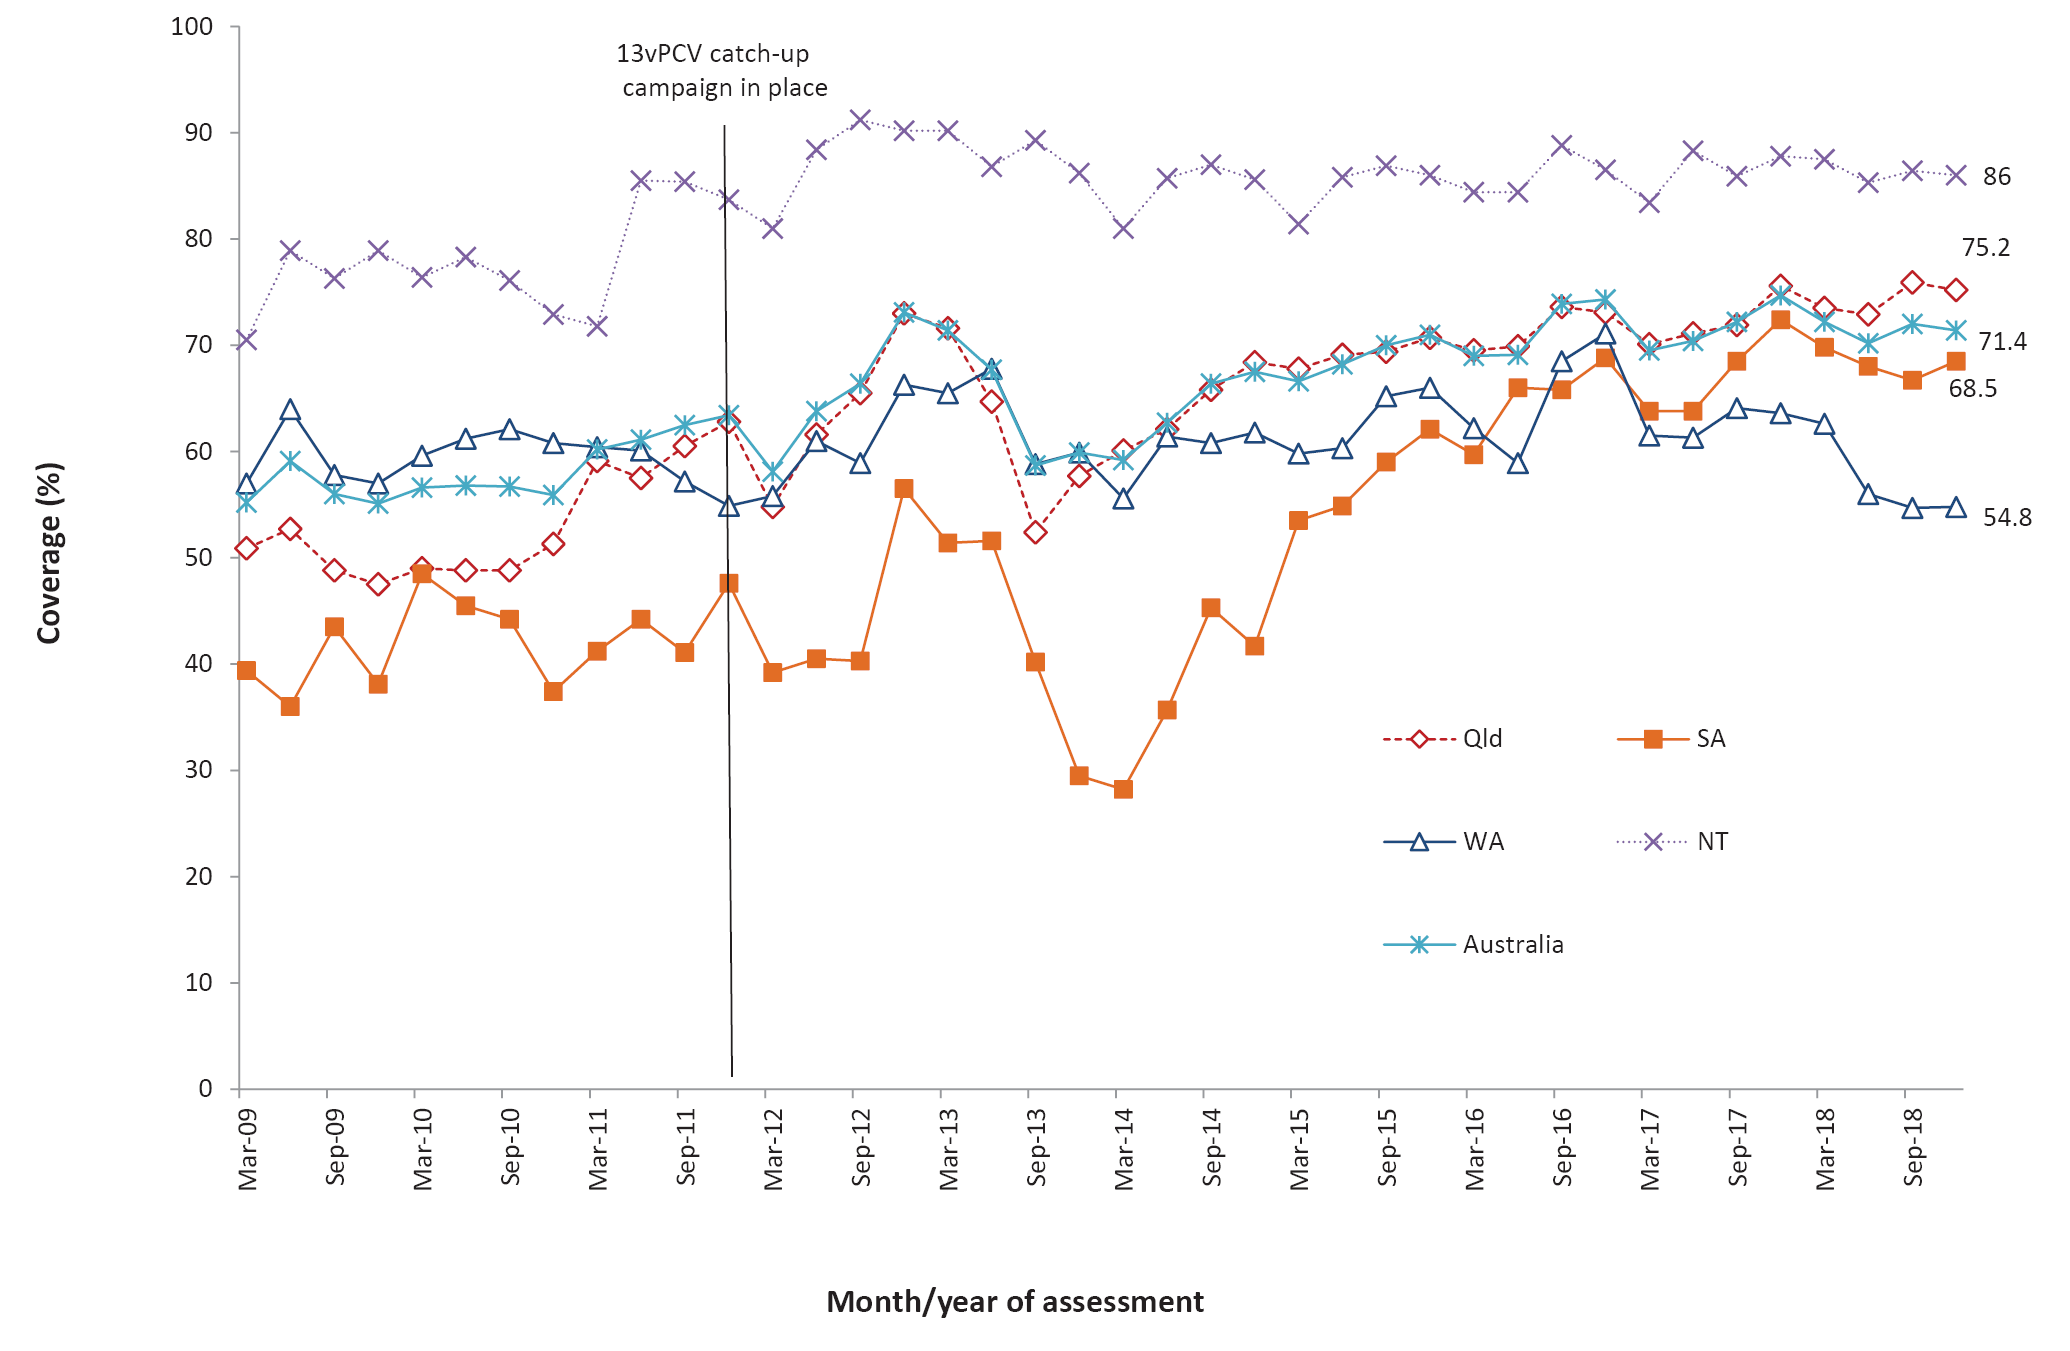 13vPCV catch-up
campaign in place
Coverage (%)
100
90
80
70
60
50
40
30
20
10
0
86
75.2
71.4
68.5
54.8
Qld
SA
WA
NT
Australia
Mar-09
Sep-09
Mar-10
Sep-10
Mar-11
Sep-11
Mar-12
Sep-12
Mar-13
Sep-13
Mar-14
Sep-14
Mar-15
Sep-15
Mar-16
Sep-16
Mar-17
Sep-17
Mar-18
Sep-18
Month/year of assessment